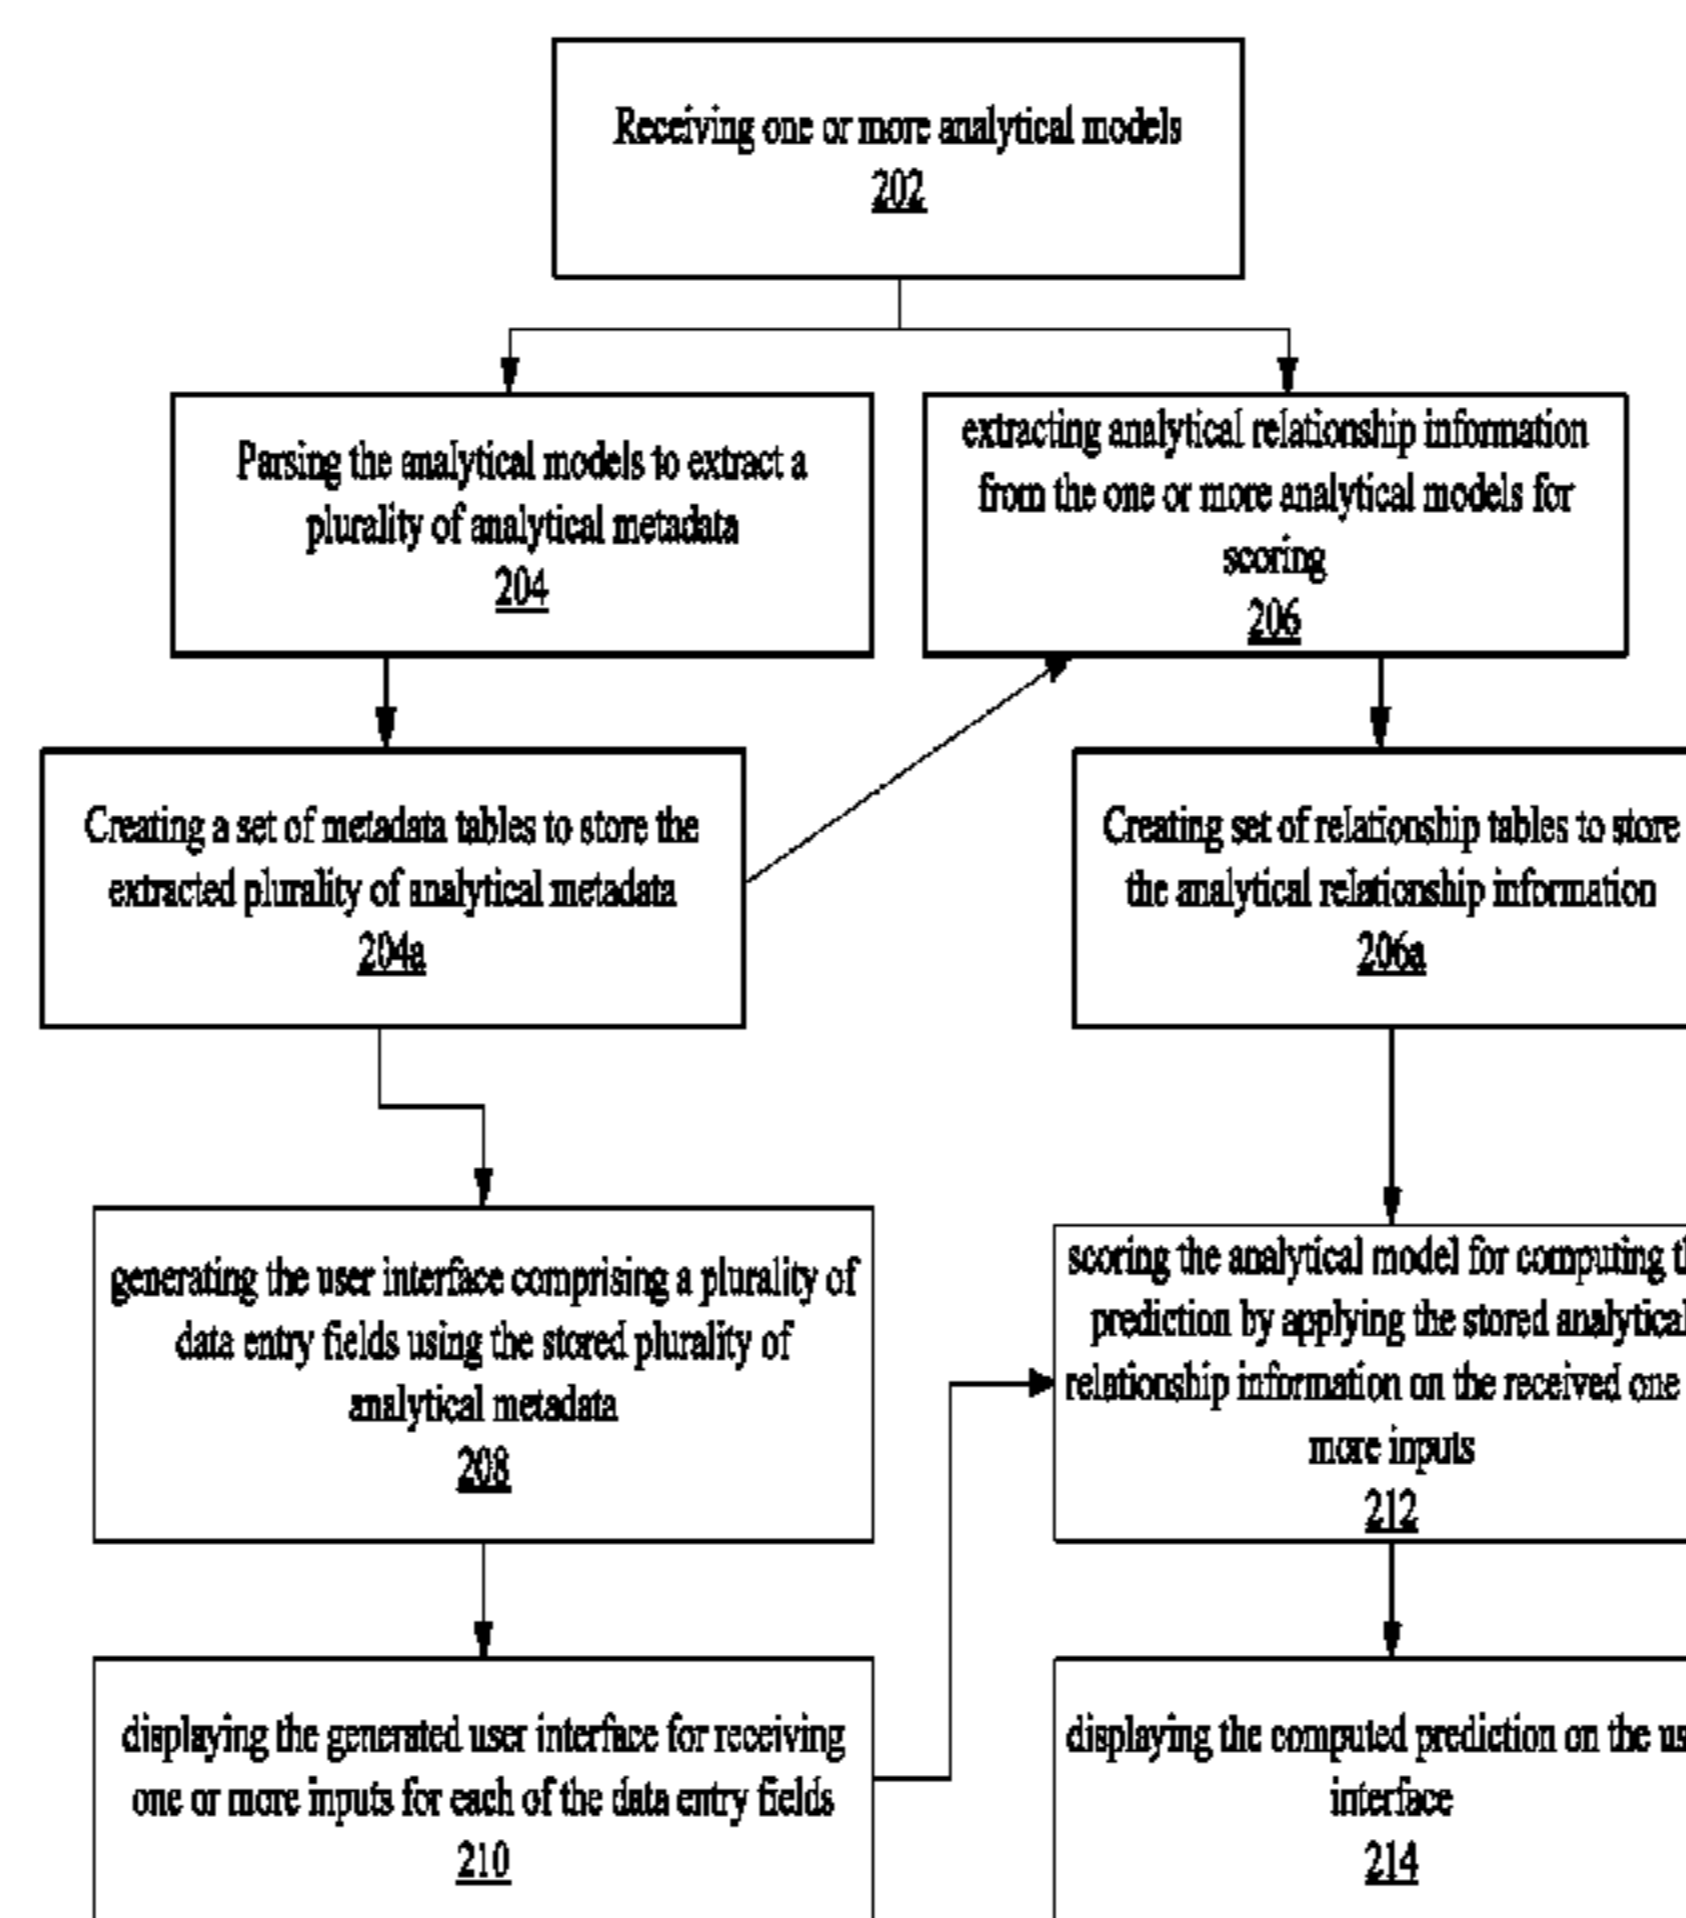 Receiving one or more analytical models
202
Parsing the analytical models to extract a
plurality of analytical metadata
204
extracting analytical relationship information
from the one or more analytical models for
scoring
206
Creating a set of metadata tables to store the
extracted plurality of analytical metadata
204a
Creating set of relationship tables to store
the analytical relationship information
206a
generating the user interface comprising a plurality of
data entry fields using the stored plurality of
analytical metadata
208
scoring the analytical model for computing
prediction by applying the stored analytical
relationship information on the received one
more inputs
212
displaying the generated user interface for receiving
one or more inputs for each of the data entry fields
210
displaying the computed prediction on the
interface
214